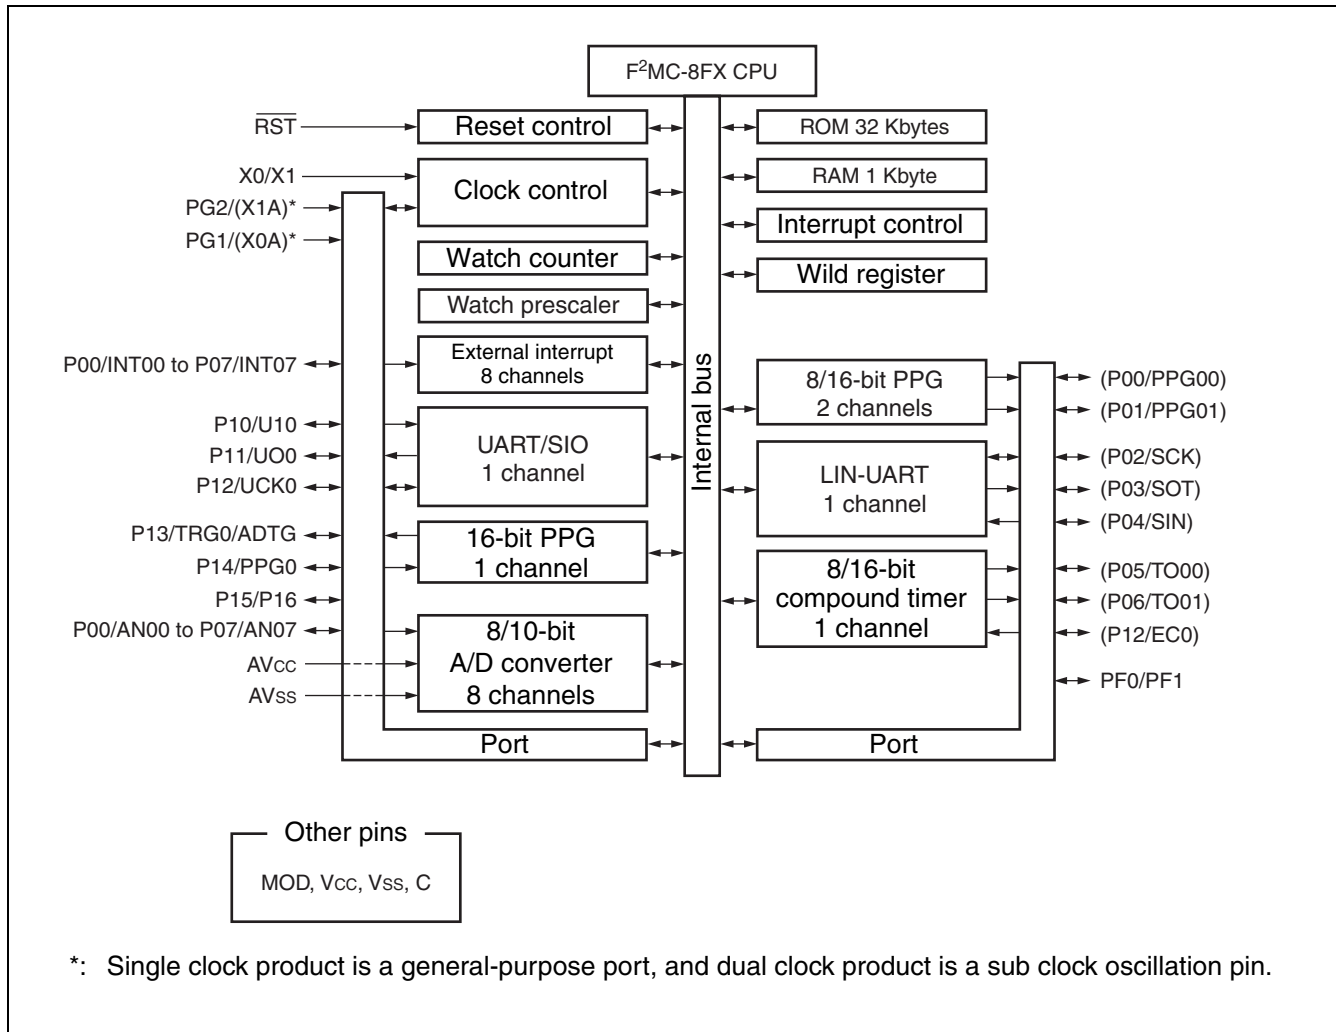 F²MC-8FX CPU
RST
Reset control
ROM 32 Kbytes
X0/X1
Clock control
RAM 1 Kbyte
PG2/(X1A)*
PG1/(X0A)*
Interrupt control
Watch counter
Wild register
Watch prescaler
P00/INT00 to P07/INT07
External interrupt
8 channels
Internal bus
8/16-bit PPG
2 channels
(P00/PPG00)
(P01/PPG01)
P10/U10
P11/UO0
P12/UCK0
UART/SIO
1 channel
LIN-UART
1 channel
(P02/SCK)
(P03/SOT)
(P04/SIN)
P13/TRG0/ADTG
P14/PPG0
16-bit PPG
1 channel
8/16-bit
compound timer
1 channel
(P05/TO00)
(P06/TO01)
(P12/EC0)
P15/P16
P00/AN00 to P07/AN07
AVCC
AVSS
8/10-bit
A/D converter
8 channels
PF0/PF1
Port
Port
Other pins
MOD, VCC, VSS, C
*: Single clock product is a general-purpose port, and dual clock product is a sub clock oscillation pin.